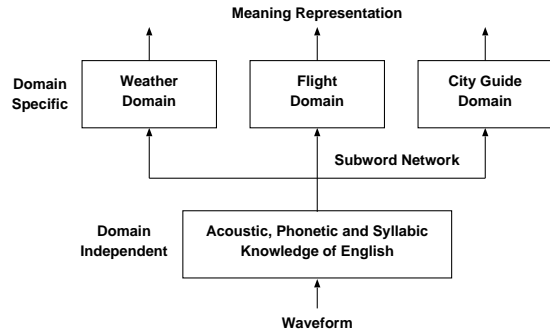 Meaning Representation
Domain
Specific
Weather
Domain
Flight
Domain
City Guide
Domain
Subword Network
Domain
Independent
Acoustic, Phonetic and Syllabic
Knowledge of English
Waveform